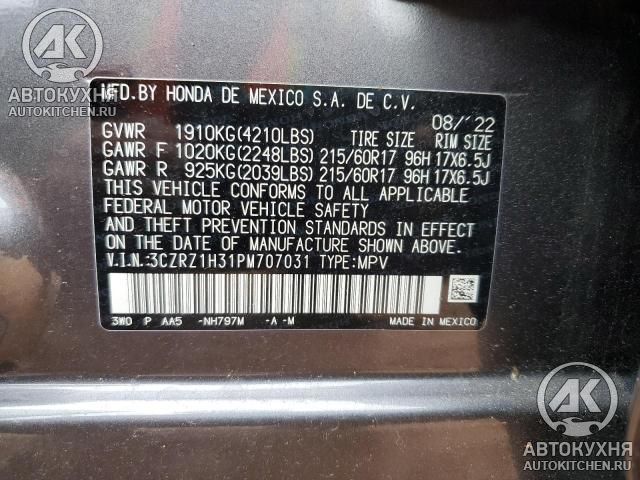 АК
АВТОКУХНЯ
AUTOKITCHEN.RU
MFD.BY HONDA DE MEXICO S.A. DE C.V.
08/'22
GVWR 1910KG(4210LBS) TIRE SIZE RIM SIZE
GAWR F 1020KG(2248LBS) 215/60R17 96H 17X6.5J
GAWR R 925KG(2039LBS) 215/60R17 96H 17X6.5J
THIS VEHICLE CONFORMS TO ALL APPLICABLE
FEDERAL MOTOR VEHICLE SAFETY
AND THEFT PREVENTION STANDARDS IN EFFECT
ON THE DATE OF MANUFACTURE SHOWN ABOVE.
V.I.N.:3CZRZ1H31PM707031 TYPE:MPV
3W0 P AA5 -NH797M -A -M MADE IN MEXICO
АК
АВТОКУХНЯ
AUTOKITCHEN.RU